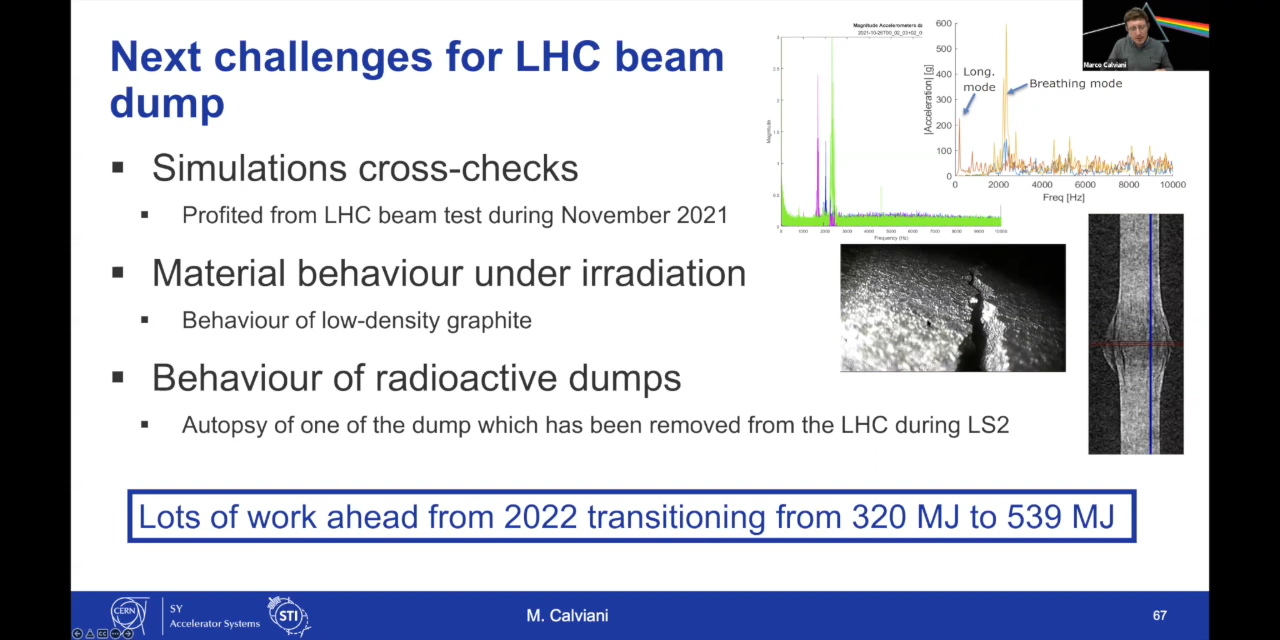 Next challenges for LHC beam
dump
▪ Simulations cross-checks
▪ Profited from LHC beam test during November 2021
▪ Material behaviour under irradiation
▪ Behaviour of low-density graphite
▪ Behaviour of radioactive dumps
▪ Autopsy of one of the dump which has been removed from the LHC during LS2
Lots of work ahead from 2022 transitioning from 320 MJ to 539 MJ
Magnitude
Frequency (Hz)
|Acceleration| [g]
600
500
400
300
200
100
0
Long.
mode
Breathing mode
0 2000 4000 6000 8000 10000
Freq [Hz]
Marco Calviani
CERN
SY
Accelerator Systems
STI
M. Calviani
67